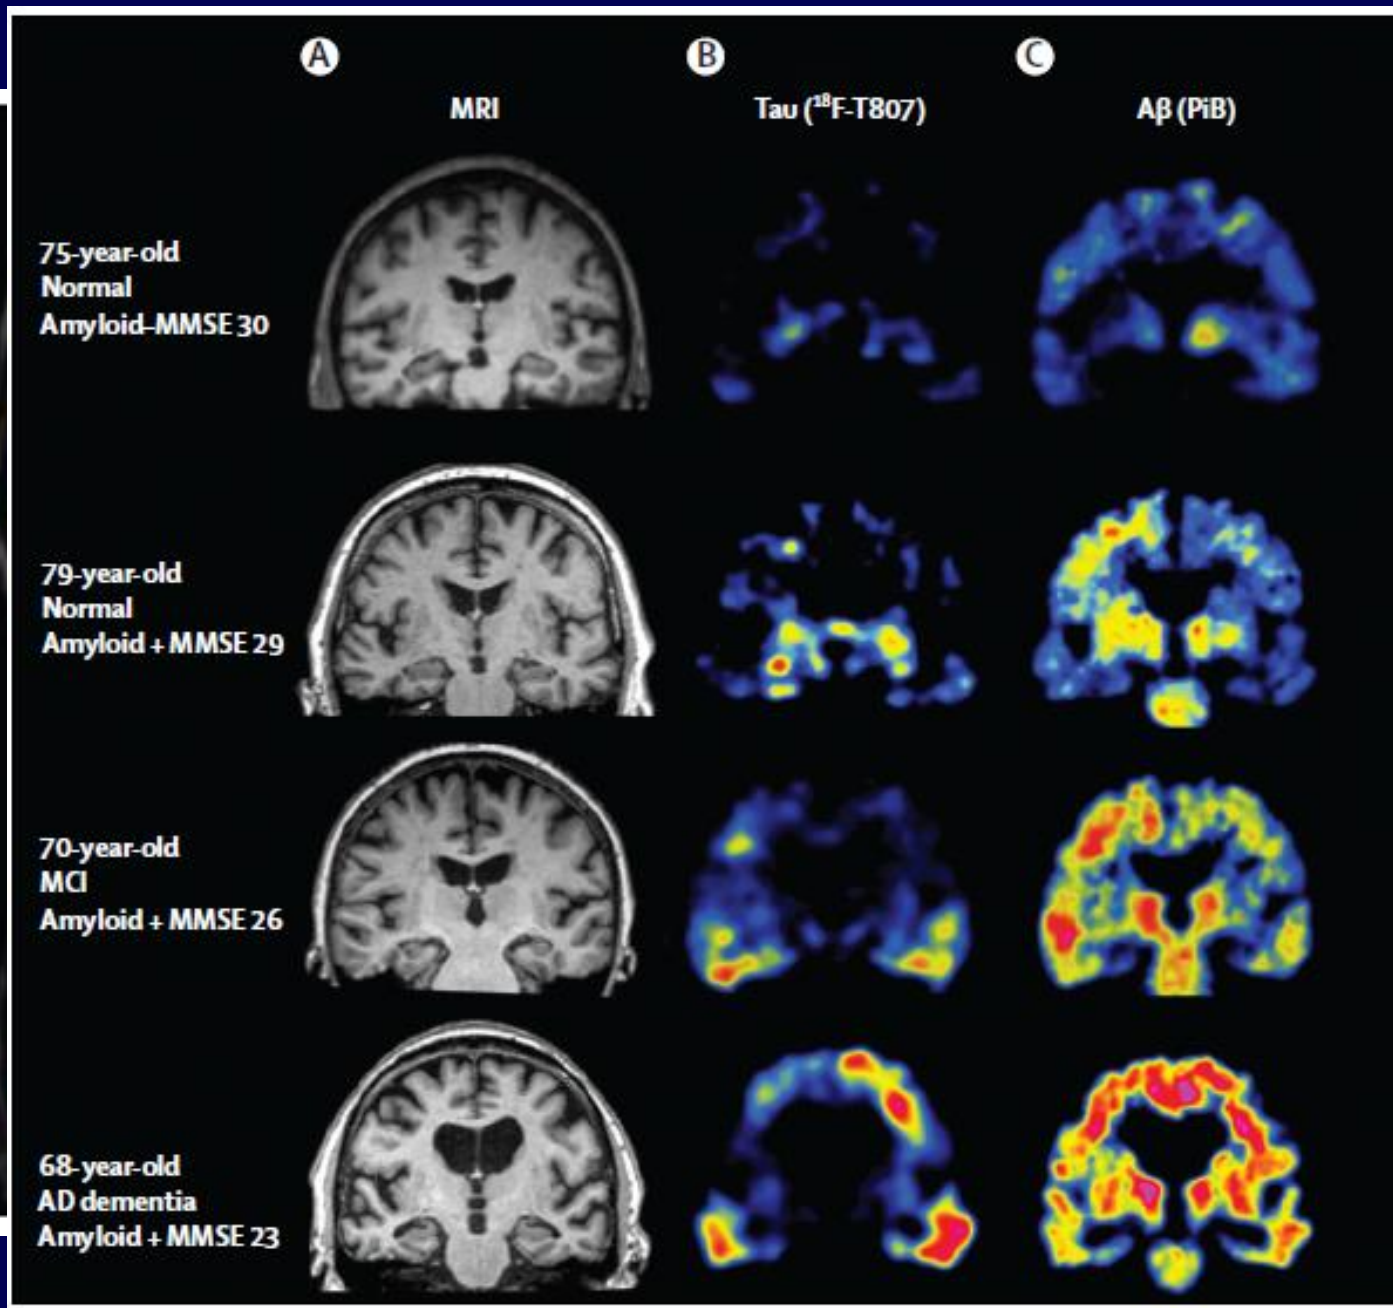 A
B
C
MRI
Tau (¹⁸F-T807)
Aβ (PiB)
75-year-old
Normal
Amyloid–MMSE 30
79-year-old
Normal
Amyloid + MMSE 29
70-year-old
MCI
Amyloid + MMSE 26
68-year-old
AD dementia
Amyloid + MMSE 23